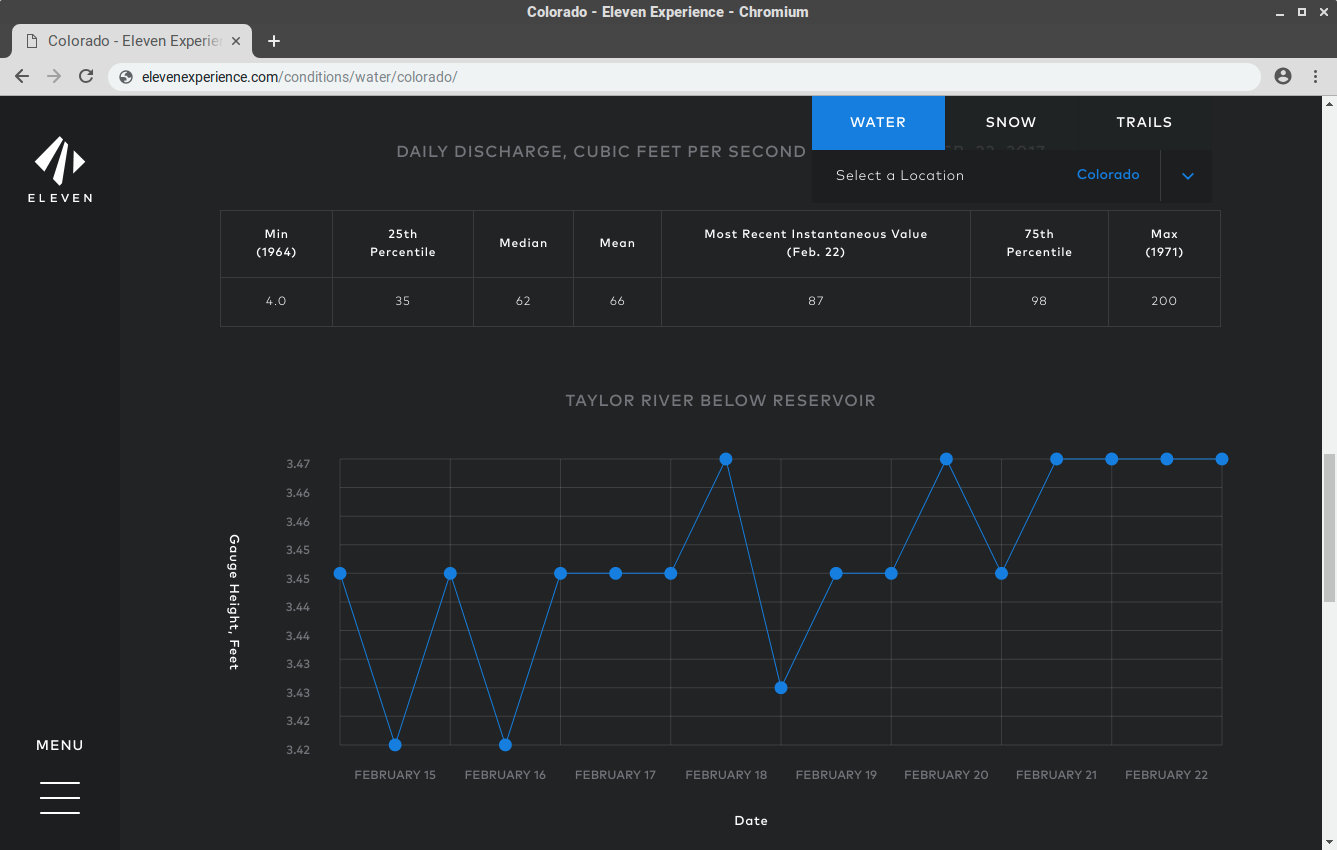 Colorado - Eleven Experience - Chromium
Colorado - Eleven Experie
elevenexperience.com/conditions/water/colorado/
ELEVEN
WATER
SNOW
TRAILS
DAILY DISCHARGE, CUBIC FEET PER SECOND
Select a Location
Colorado
Min (1964)
25th Percentile
Median
Mean
Most Recent Instantaneous Value (Feb. 22)
75th Percentile
Max (1971)
4.0
35
62
66
87
98
200
TAYLOR RIVER BELOW RESERVOIR
3.47
3.46
3.46
3.45
3.45
3.44
3.44
3.43
3.43
3.42
3.42
Gauge Height, Feet
FEBRUARY 15
FEBRUARY 16
FEBRUARY 17
FEBRUARY 18
FEBRUARY 19
FEBRUARY 20
FEBRUARY 21
FEBRUARY 22
Date
MENU